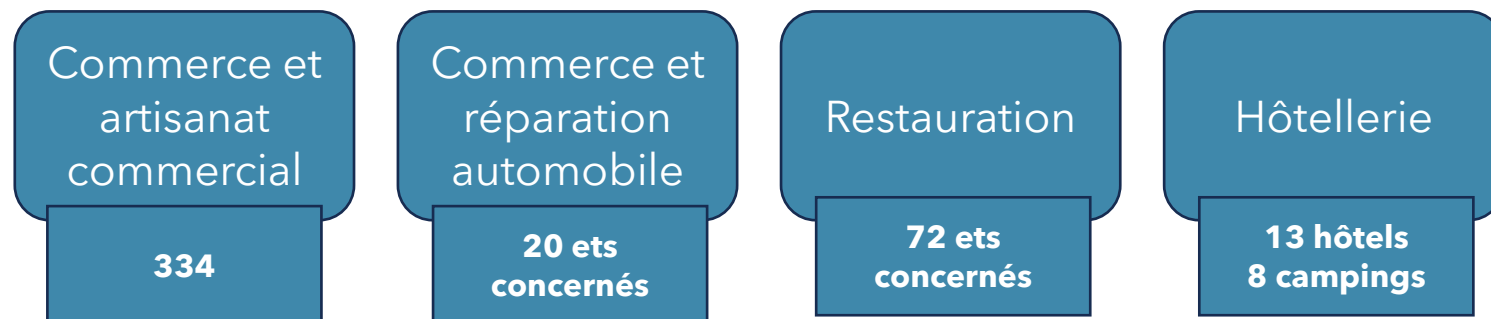 Commerce et
artisanat
commercial
334
Commerce et
réparation
automobile
20 ets
concernés
Restauration
72 ets
concernés
Hôtellerie
13 hôtels
8 campings